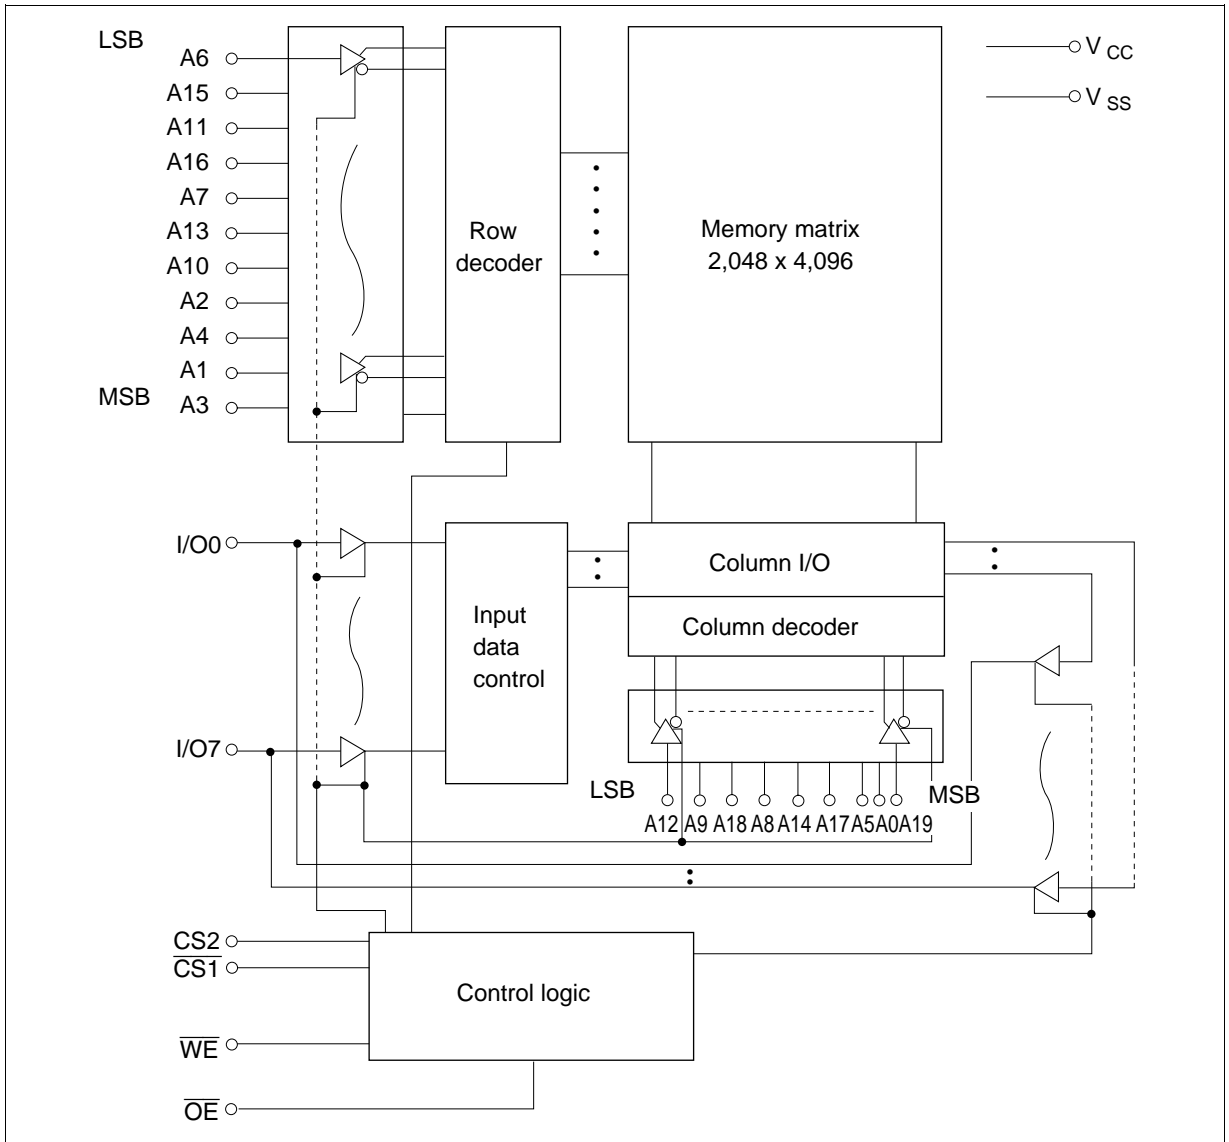 LSB
A6
A15
A11
A16
A7
A13
A10
A2
A4
A1
MSB
A3
Row
decoder
Memory matrix
2,048 x 4,096
V CC
V SS
I/O0
I/O7
Input
data
control
Column I/O
Column decoder
LSB
MSB
A12 A9 A18 A8 A14 A17 A5 A0 A19
CS2
CS1
WE
OE
Control logic